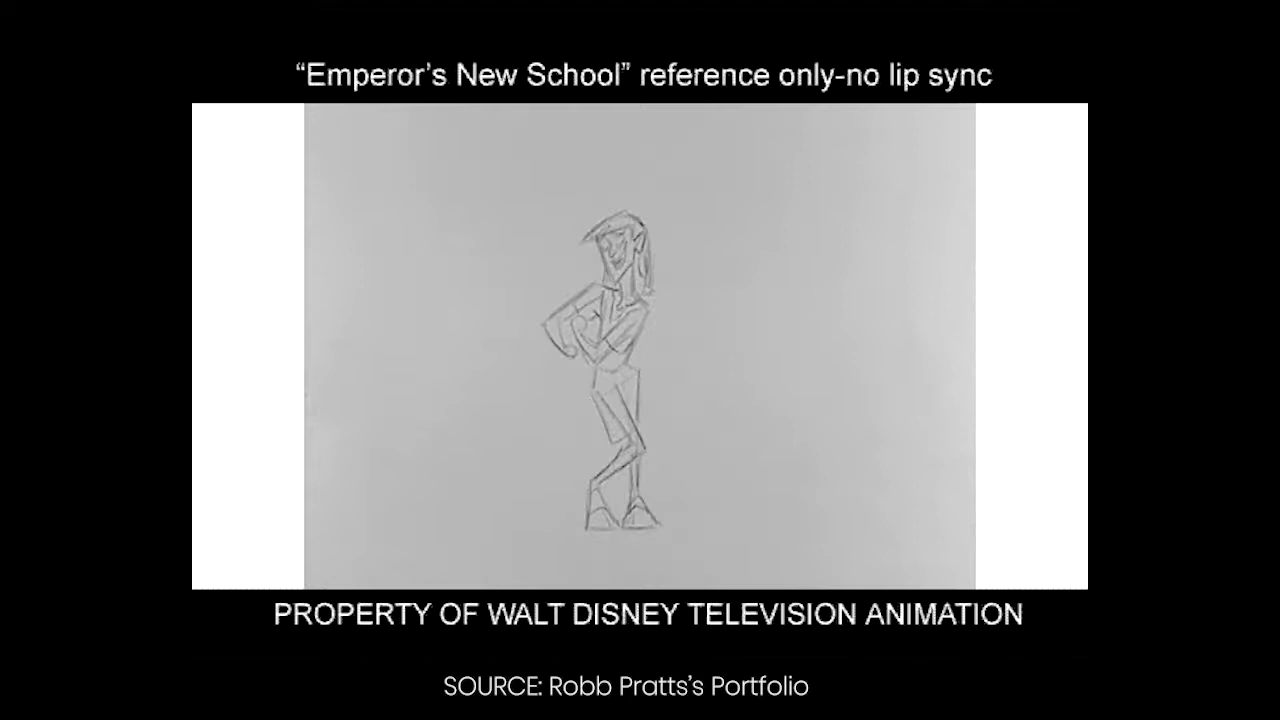 “Emperor’s New School” reference only-no lip sync
PROPERTY OF WALT DISNEY TELEVISION ANIMATION
SOURCE: Robb Pratts’s Portfolio